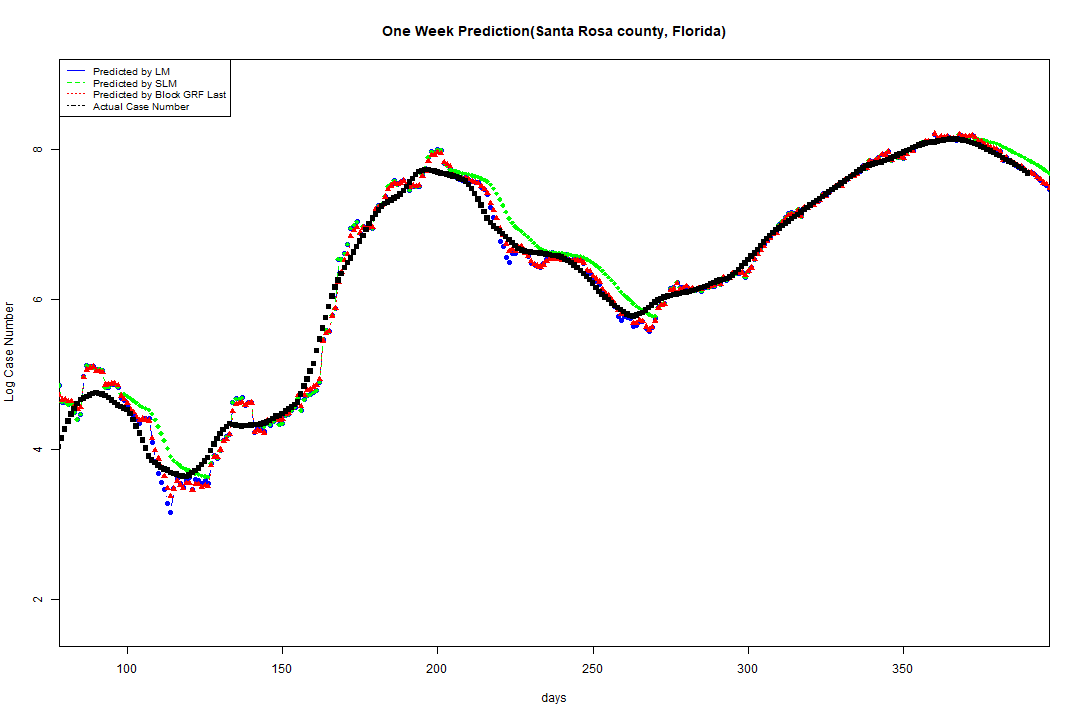 One Week Prediction(Santa Rosa county, Florida)
Predicted by LM
Predicted by SLM
Predicted by Block GRF Last
Actual Case Number
8
6
4
2
Log Case Number
100 150 200 250 300 350
days